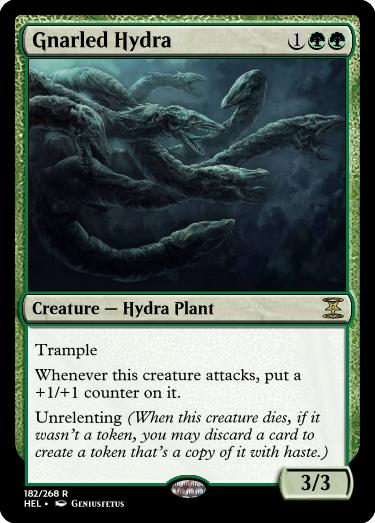 Gnarled Hydra 1
Creature — Hydra Plant
Trample
Whenever this creature attacks, put a
+1/+1 counter on it.
Unrelenting (When this creature dies, if it
wasn't a token, you may discard a card to
create a token that's a copy of it with haste.)
3/3
182/268 R
HEL • GENIUSFETUS